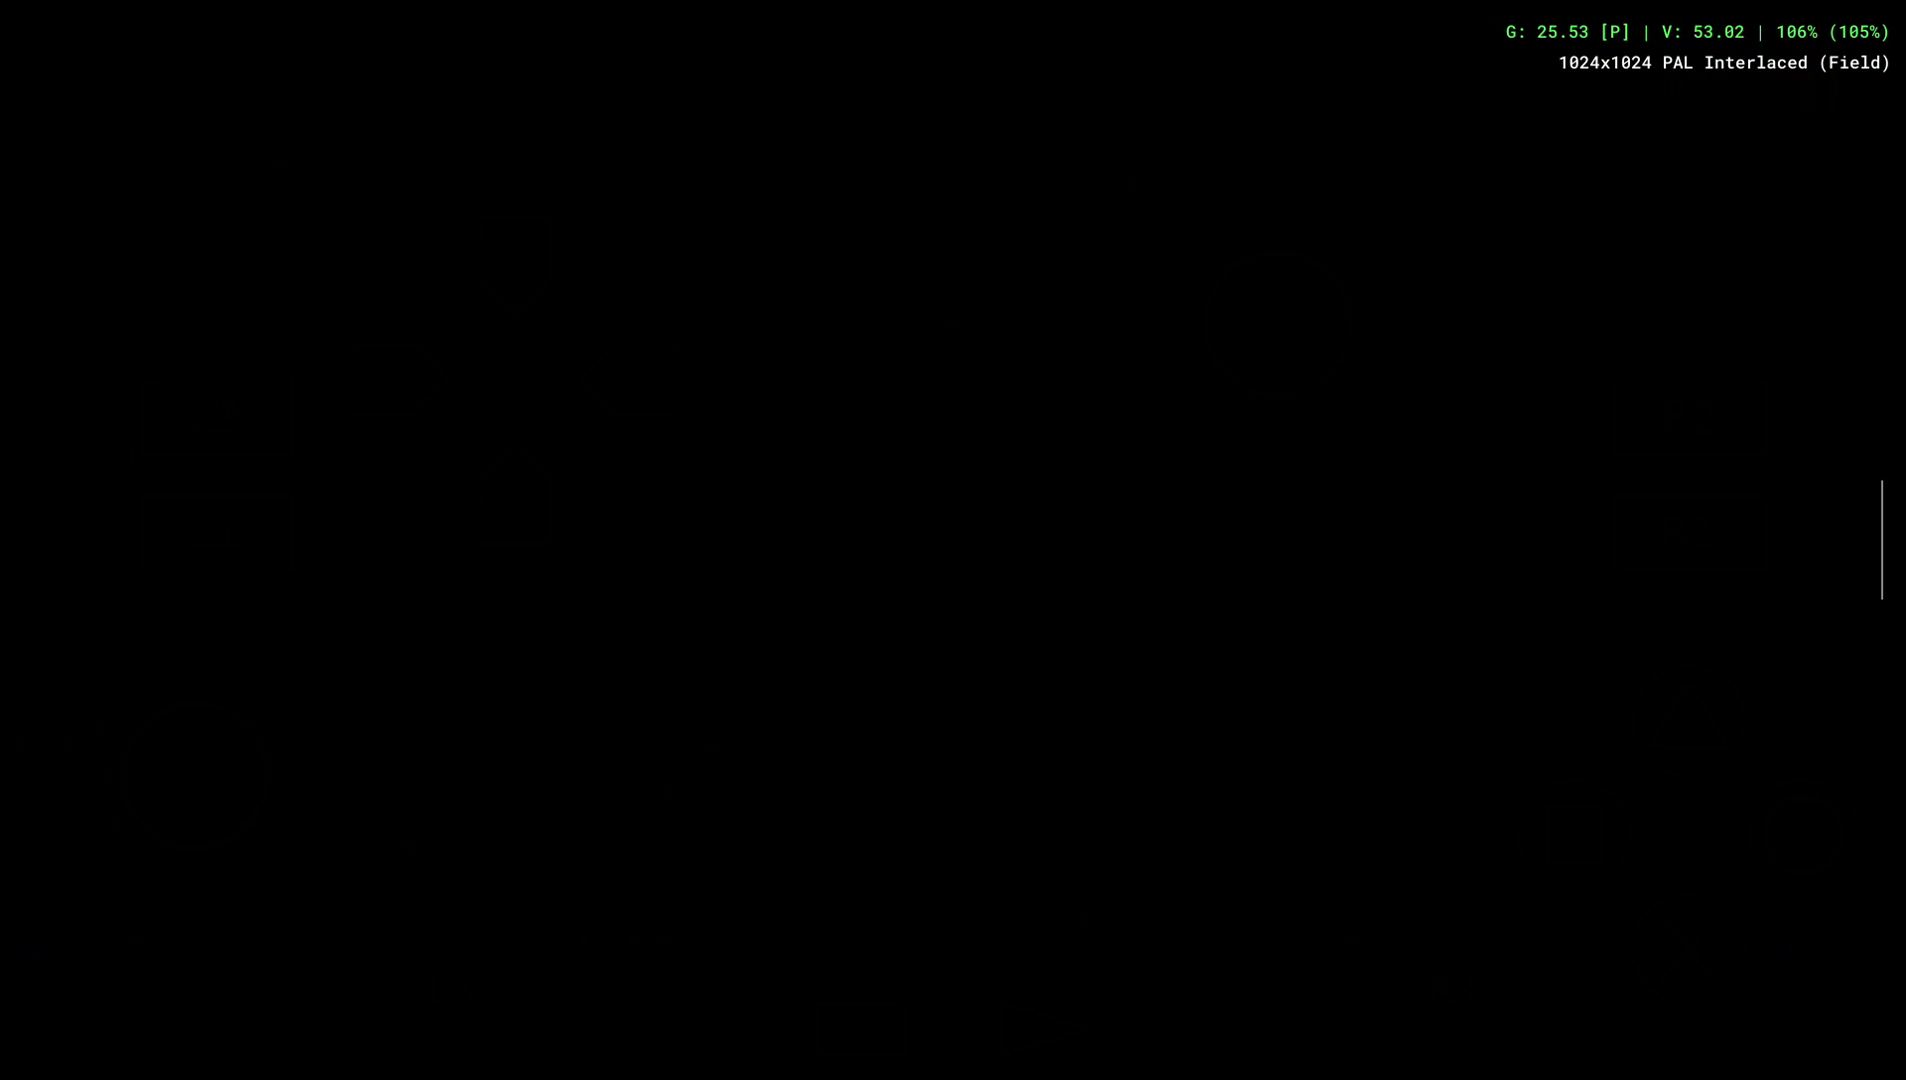 G: 25.53 [P] | V: 53.02 | 106% (105%)
1024x1024 PAL Interlaced (Field)